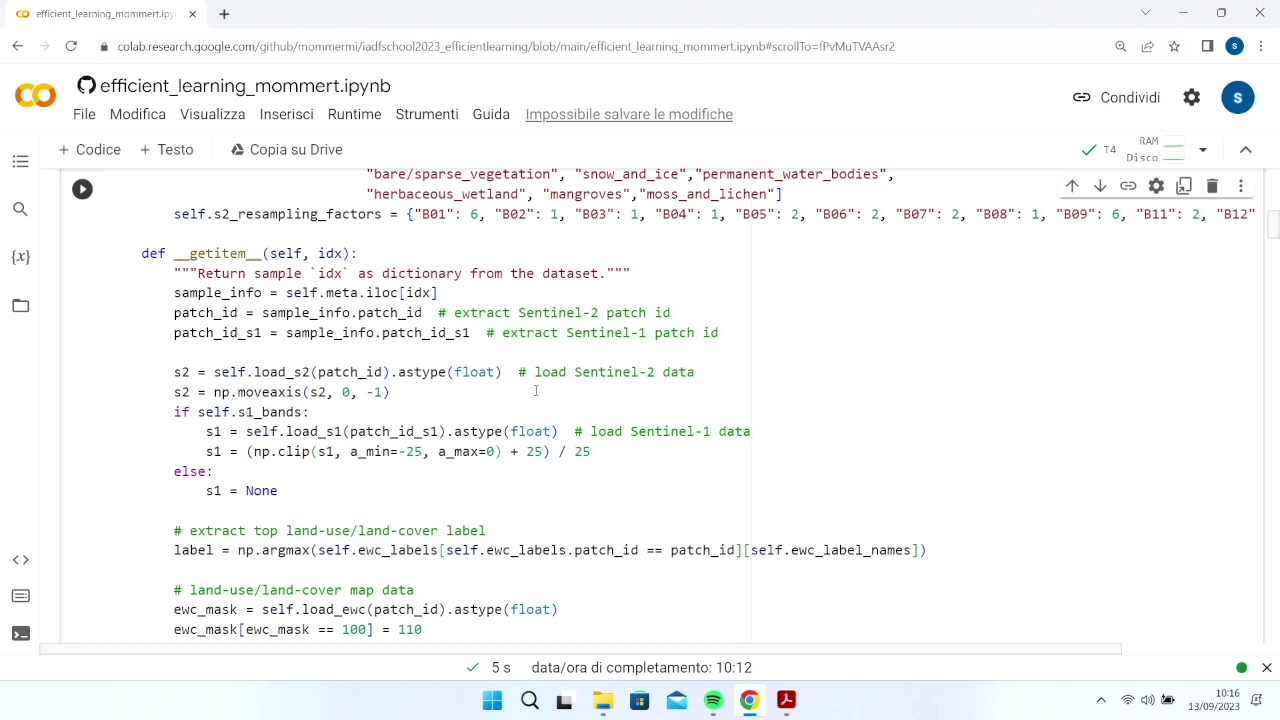 efficient_learning_mommert.ipy
colab.research.google.com/github/mommermi/iadfschool2023_efficientlearning/blob/main/efficient_learning_mommert.ipynb#scrollTo=fPvMuTVAAsr2
S
CO
efficient_learning_mommert.ipynb
File Modifica Visualizza Inserisci Runtime Strumenti Guida Impossibile salvare le modifiche
Condividi
S
+ Codice + Testo Copia su Drive
T4
RAM
Disco
"bare/sparse_vegetation", "snow_and_ice","permanent_water_bodies",
"herbaceous_wetland", "mangroves","moss_and_lichen"]
self.s2_resampling_factors = {"B01": 6, "B02": 1, "B03": 1, "B04": 1, "B05": 2, "B06": 2, "B07": 2, "B08": 1, "B09": 6, "B11": 2, "B12"
{x}
def __getitem__(self, idx):
"""Return sample `idx` as dictionary from the dataset."""
sample_info = self.meta.iloc[idx]
patch_id = sample_info.patch_id # extract Sentinel-2 patch id
patch_id_s1 = sample_info.patch_id_s1 # extract Sentinel-1 patch id
s2 = self.load_s2(patch_id).astype(float) # load Sentinel-2 data
s2 = np.moveaxis(s2, 0, -1)
if self.s1_bands:
s1 = self.load_s1(patch_id_s1).astype(float) # load Sentinel-1 data
s1 = (np.clip(s1, a_min=-25, a_max=0) + 25) / 25
else:
s1 = None
# extract top land-use/land-cover label
label = np.argmax(self.ewc_labels[self.ewc_labels.patch_id == patch_id][self.ewc_label_names])
# land-use/land-cover map data
ewc_mask = self.load_ewc(patch_id).astype(float)
ewc_mask[ewc_mask == 100] = 110
5 s data/ora di completamento: 10:12
10:16
13/09/2023